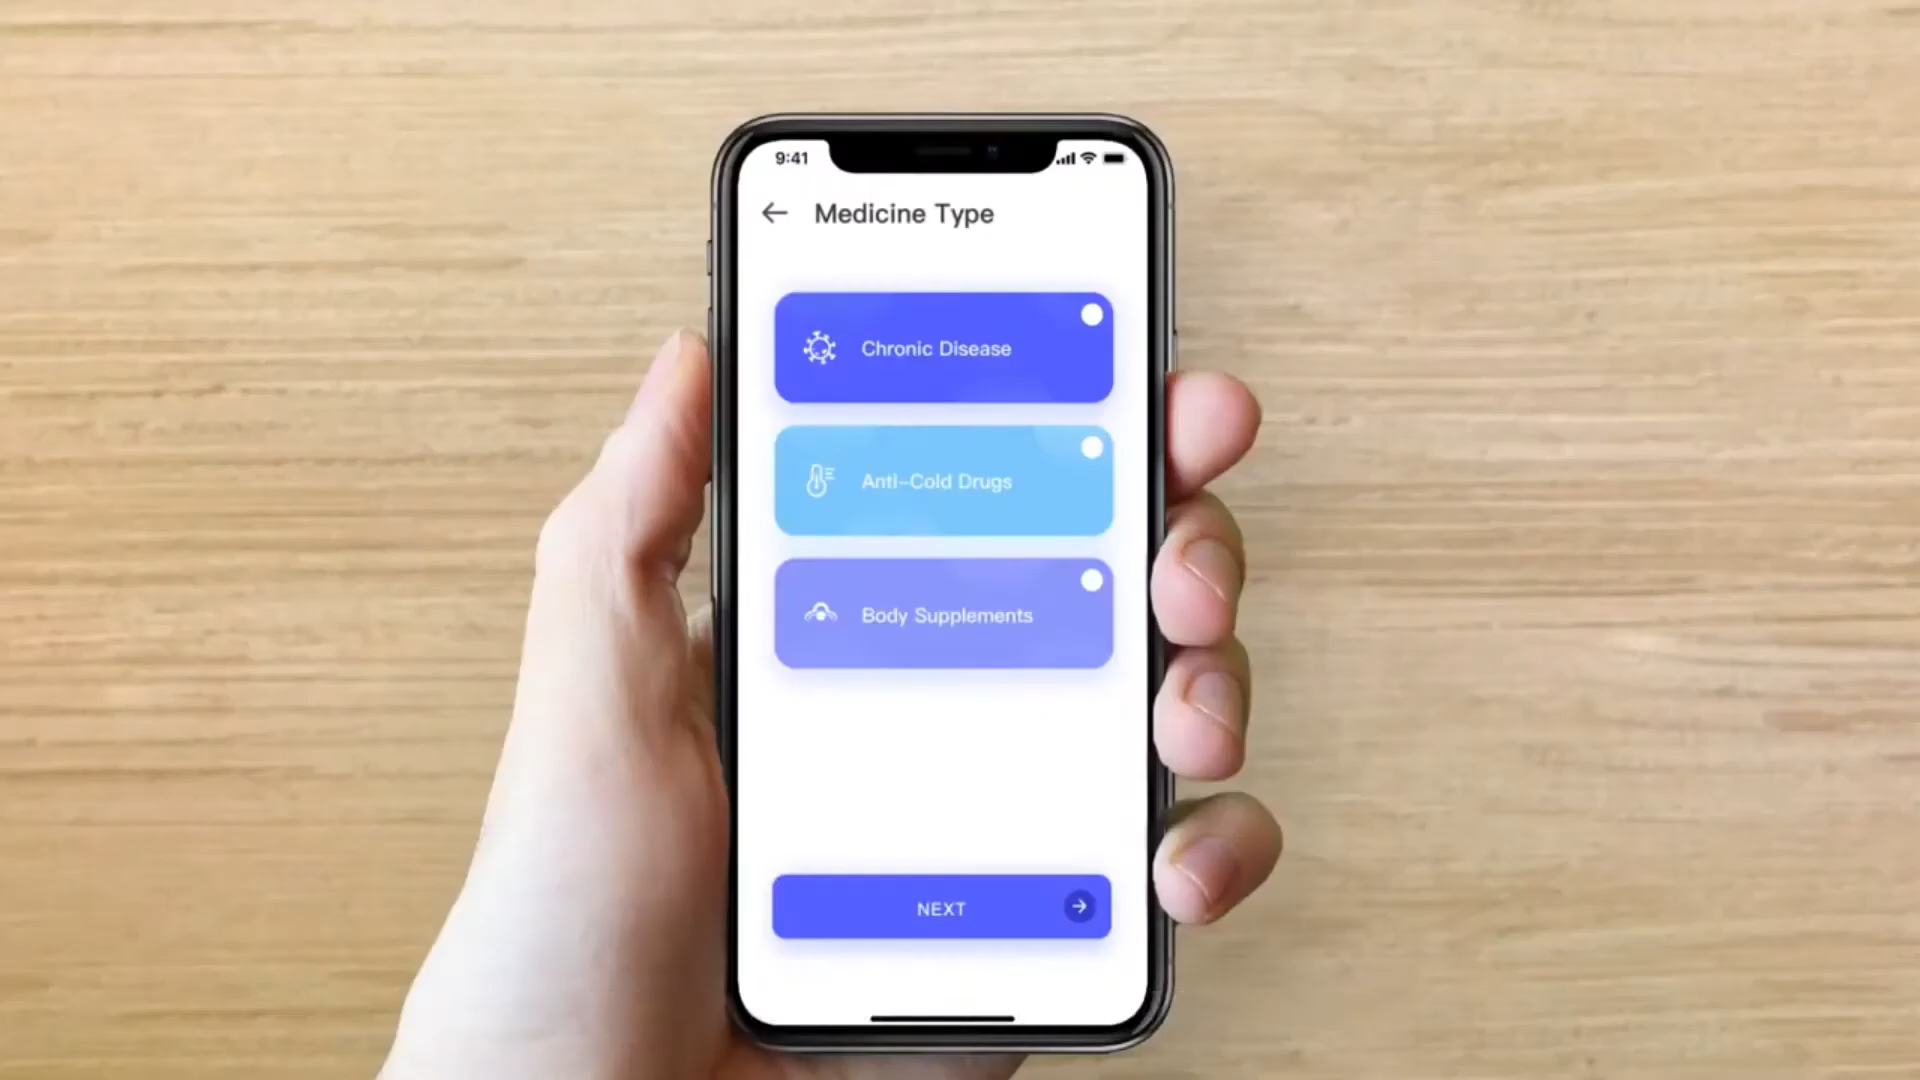 9:41
Medicine Type
Chronic Disease
Anti-Cold Drugs
Body Supplements
NEXT